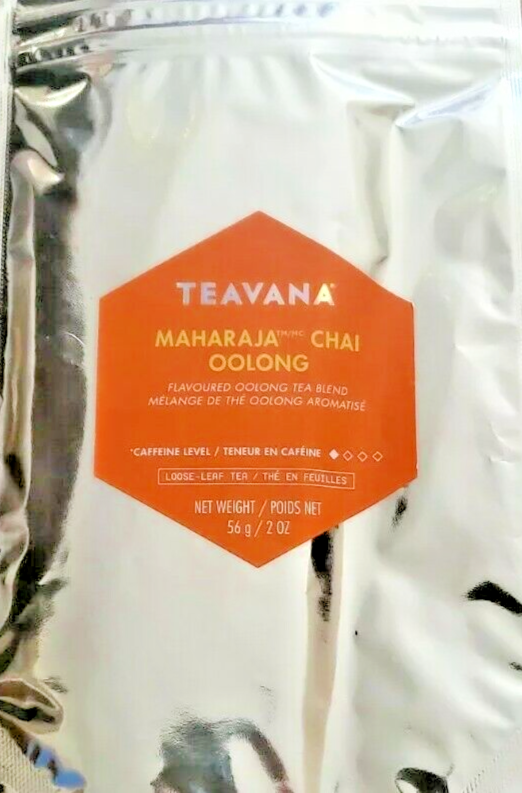 TEAVANA®
MAHARAJA™/MC CHAI
OOLONG
FLAVOURED OOLONG TEA BLEND
MÉLANGE DE THÉ OOLONG AROMATISÉ
*CAFFEINE LEVEL / TENEUR EN CAFÉINE
LOOSE-LEAF TEA / THÉ EN FEUILLES
NET WEIGHT / POIDS NET
56 g / 2 OZ